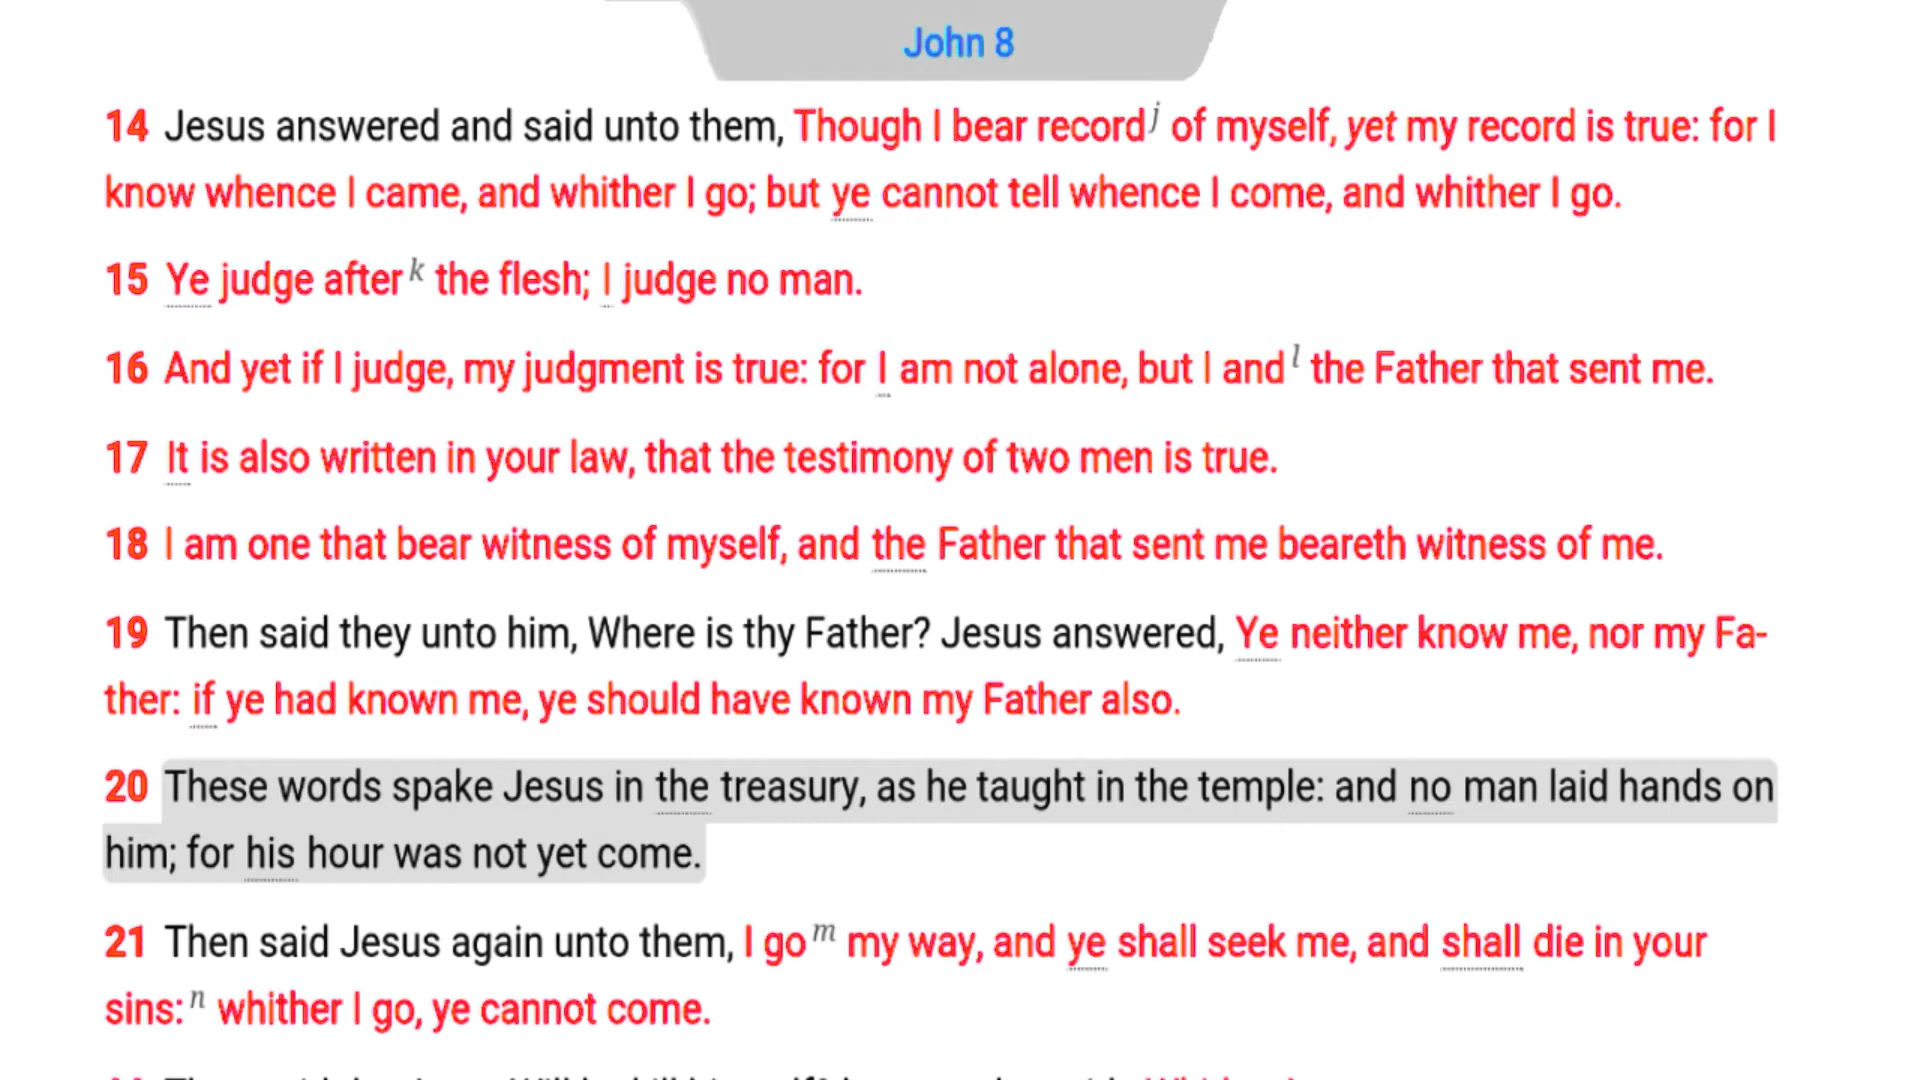 John 8
14 Jesus answered and said unto them, Though I bear record j of myself, yet my record is true: for I
know whence I came, and whither I go; but ye cannot tell whence I come, and whither I go.
15 Ye judge after k the flesh; I judge no man.
16 And yet if I judge, my judgment is true: for I am not alone, but I and l the Father that sent me.
17 It is also written in your law, that the testimony of two men is true.
18 I am one that bear witness of myself, and the Father that sent me beareth witness of me.
19 Then said they unto him, Where is thy Father? Jesus answered, Ye neither know me, nor my Fa-
ther: if ye had known me, ye should have known my Father also.
20 These words spake Jesus in the treasury, as he taught in the temple: and no man laid hands on
him; for his hour was not yet come.
21 Then said Jesus again unto them, I go m my way, and ye shall seek me, and shall die in your
sins: n whither I go, ye cannot come.